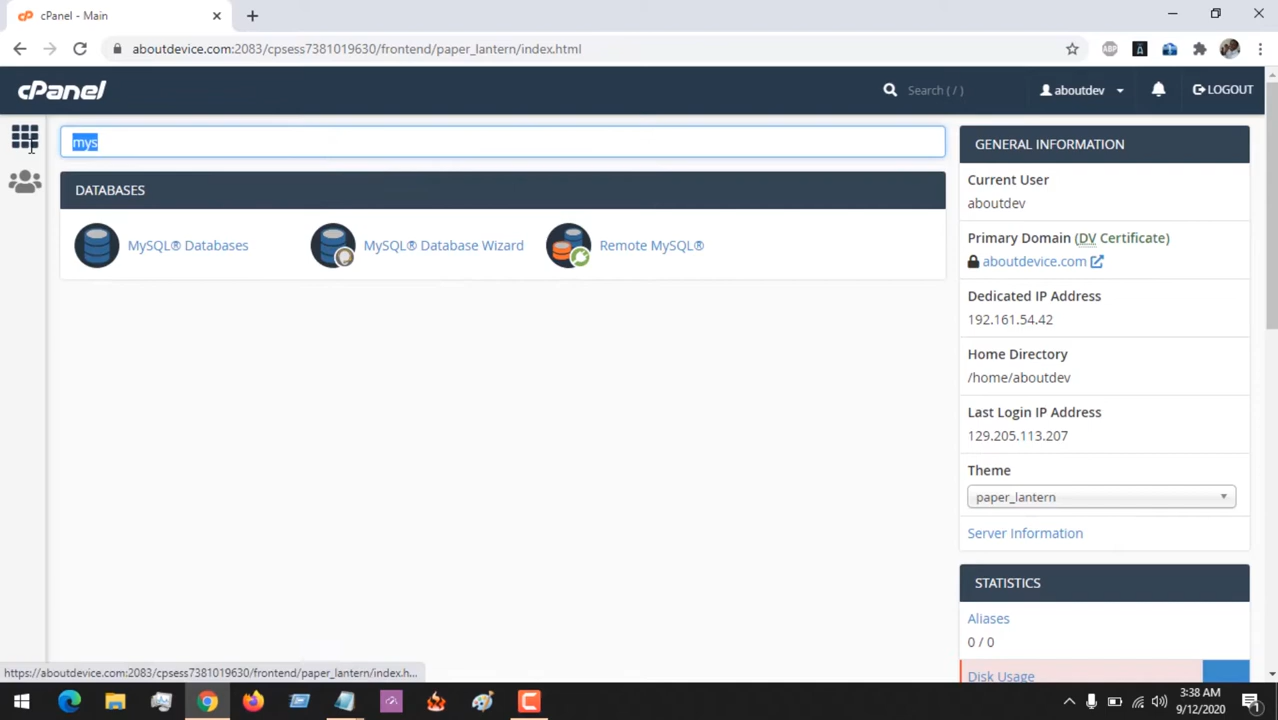 cPanel - Main
aboutdevice.com:2083/cpsess7381019630/frontend/paper_lantern/index.html
ABP
cPanel
Search ( / )
aboutdev
LOGOUT
mys
DATABASES
MySQL® Databases
MySQL® Database Wizard
Remote MySQL®
GENERAL INFORMATION
Current User
aboutdev
Primary Domain (DV Certificate)
aboutdevice.com
Dedicated IP Address
192.161.54.42
Home Directory
/home/aboutdev
Last Login IP Address
129.205.113.207
Theme
paper_lantern
Server Information
STATISTICS
Aliases
0 / 0
Disk Usage
https://aboutdevice.com:2083/cpsess7381019630/frontend/paper_lantern/index.h...
3:38 AM
9/12/2020